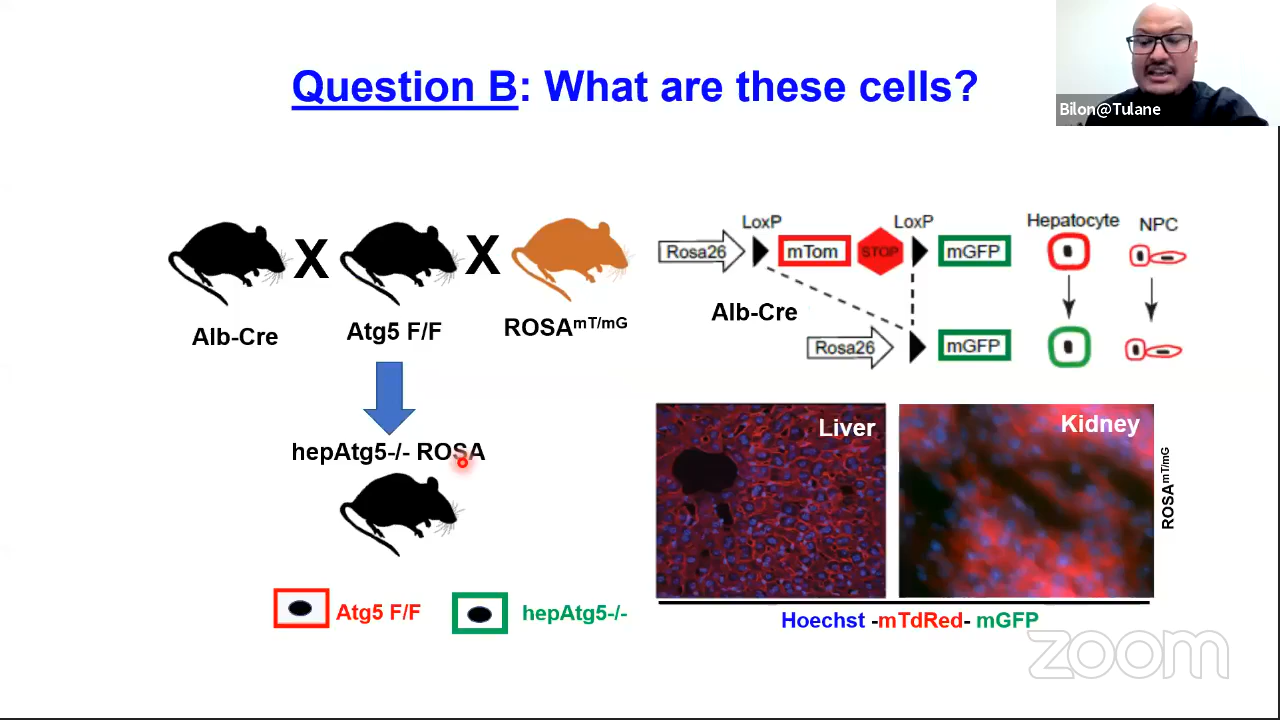 Question B: What are these cells?
Bilon@Tulane
X
X
Alb-Cre
Atg5 F/F
ROSAmT/mG
hepAtg5-/- ROSA
Atg5 F/F
hepAtg5-/-
LoxP
LoxP
Hepatocyte
NPC
Rosa26
mTom
STOP
mGFP
Alb-Cre
Rosa26
mGFP
Liver
Kidney
ROSAmT/mG
Hoechst -mTdRed- mGFP
zoom